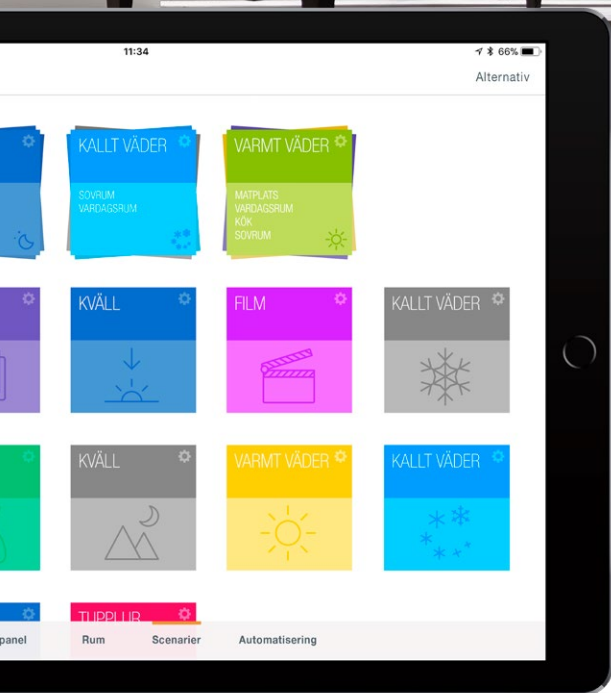 11:34
66%
Alternativ
KALLT VÄDER
VARMT VÄDER
SOVRUM
VARDAGSRUM
MATPLATS
VARDAGSRUM
KÖK
SOVRUM
KVÄLL
FILM
KALLT VÄDER
KVÄLL
VARMT VÄDER
KALLT VÄDER
TUPPLUR
panel
Rum
Scenarier
Automatisering